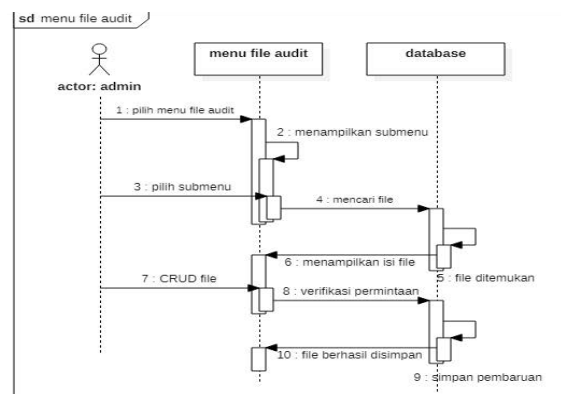 sd menu file audit
menu file audit
database
actor: admin
1 : pilih menu file audit
2 : menampilkan submenu
3 : pilih submenu
4 : mencari file
6 : menampilkan isi file
5 : file ditemukan
7 : CRUD file
8 : verifikasi permintaan
10 : file berhasil disimpan
9 : simpan pembaruan